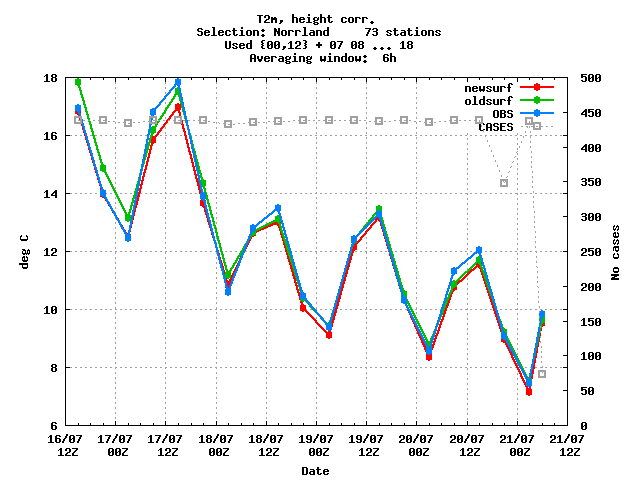 T2m, height corr.
Selection: Norrland     73 stations
Used {00,12} + 07 08 ... 18
Averaging window:  6h
newsurf
oldsurf
OBS
CASES
18
16
14
12
10
8
6
deg C
500
450
400
350
300
250
200
150
100
50
0
No cases
16/07 17/07 17/07 18/07 18/07 19/07 19/07 20/07 20/07 21/07 21/07
12Z 00Z 12Z 00Z 12Z 00Z 12Z 00Z 12Z 00Z 12Z
Date